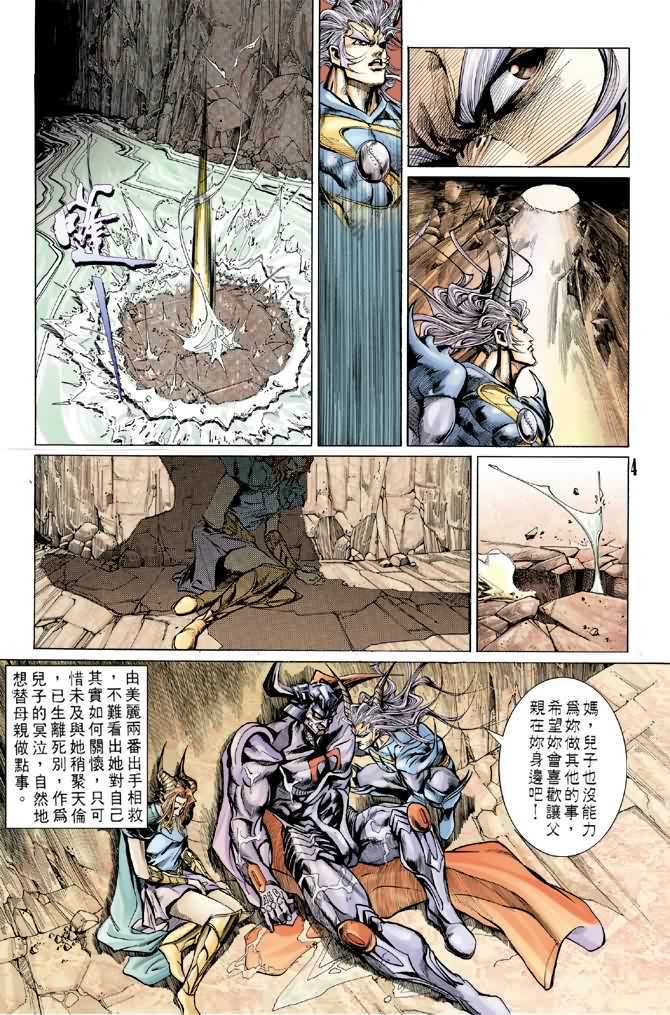 4
媽，兒子也沒能力
為妳做其他的事，
希望妳會喜歡讓父
親在妳身邊吧！
由美麗兩番出手相救
，不難看出她對自己
其實如何關懷，只可
惜未及與她稍聚天倫
，已生離死別，作為
兒子的冥泣，自然地
想替母親做點事。